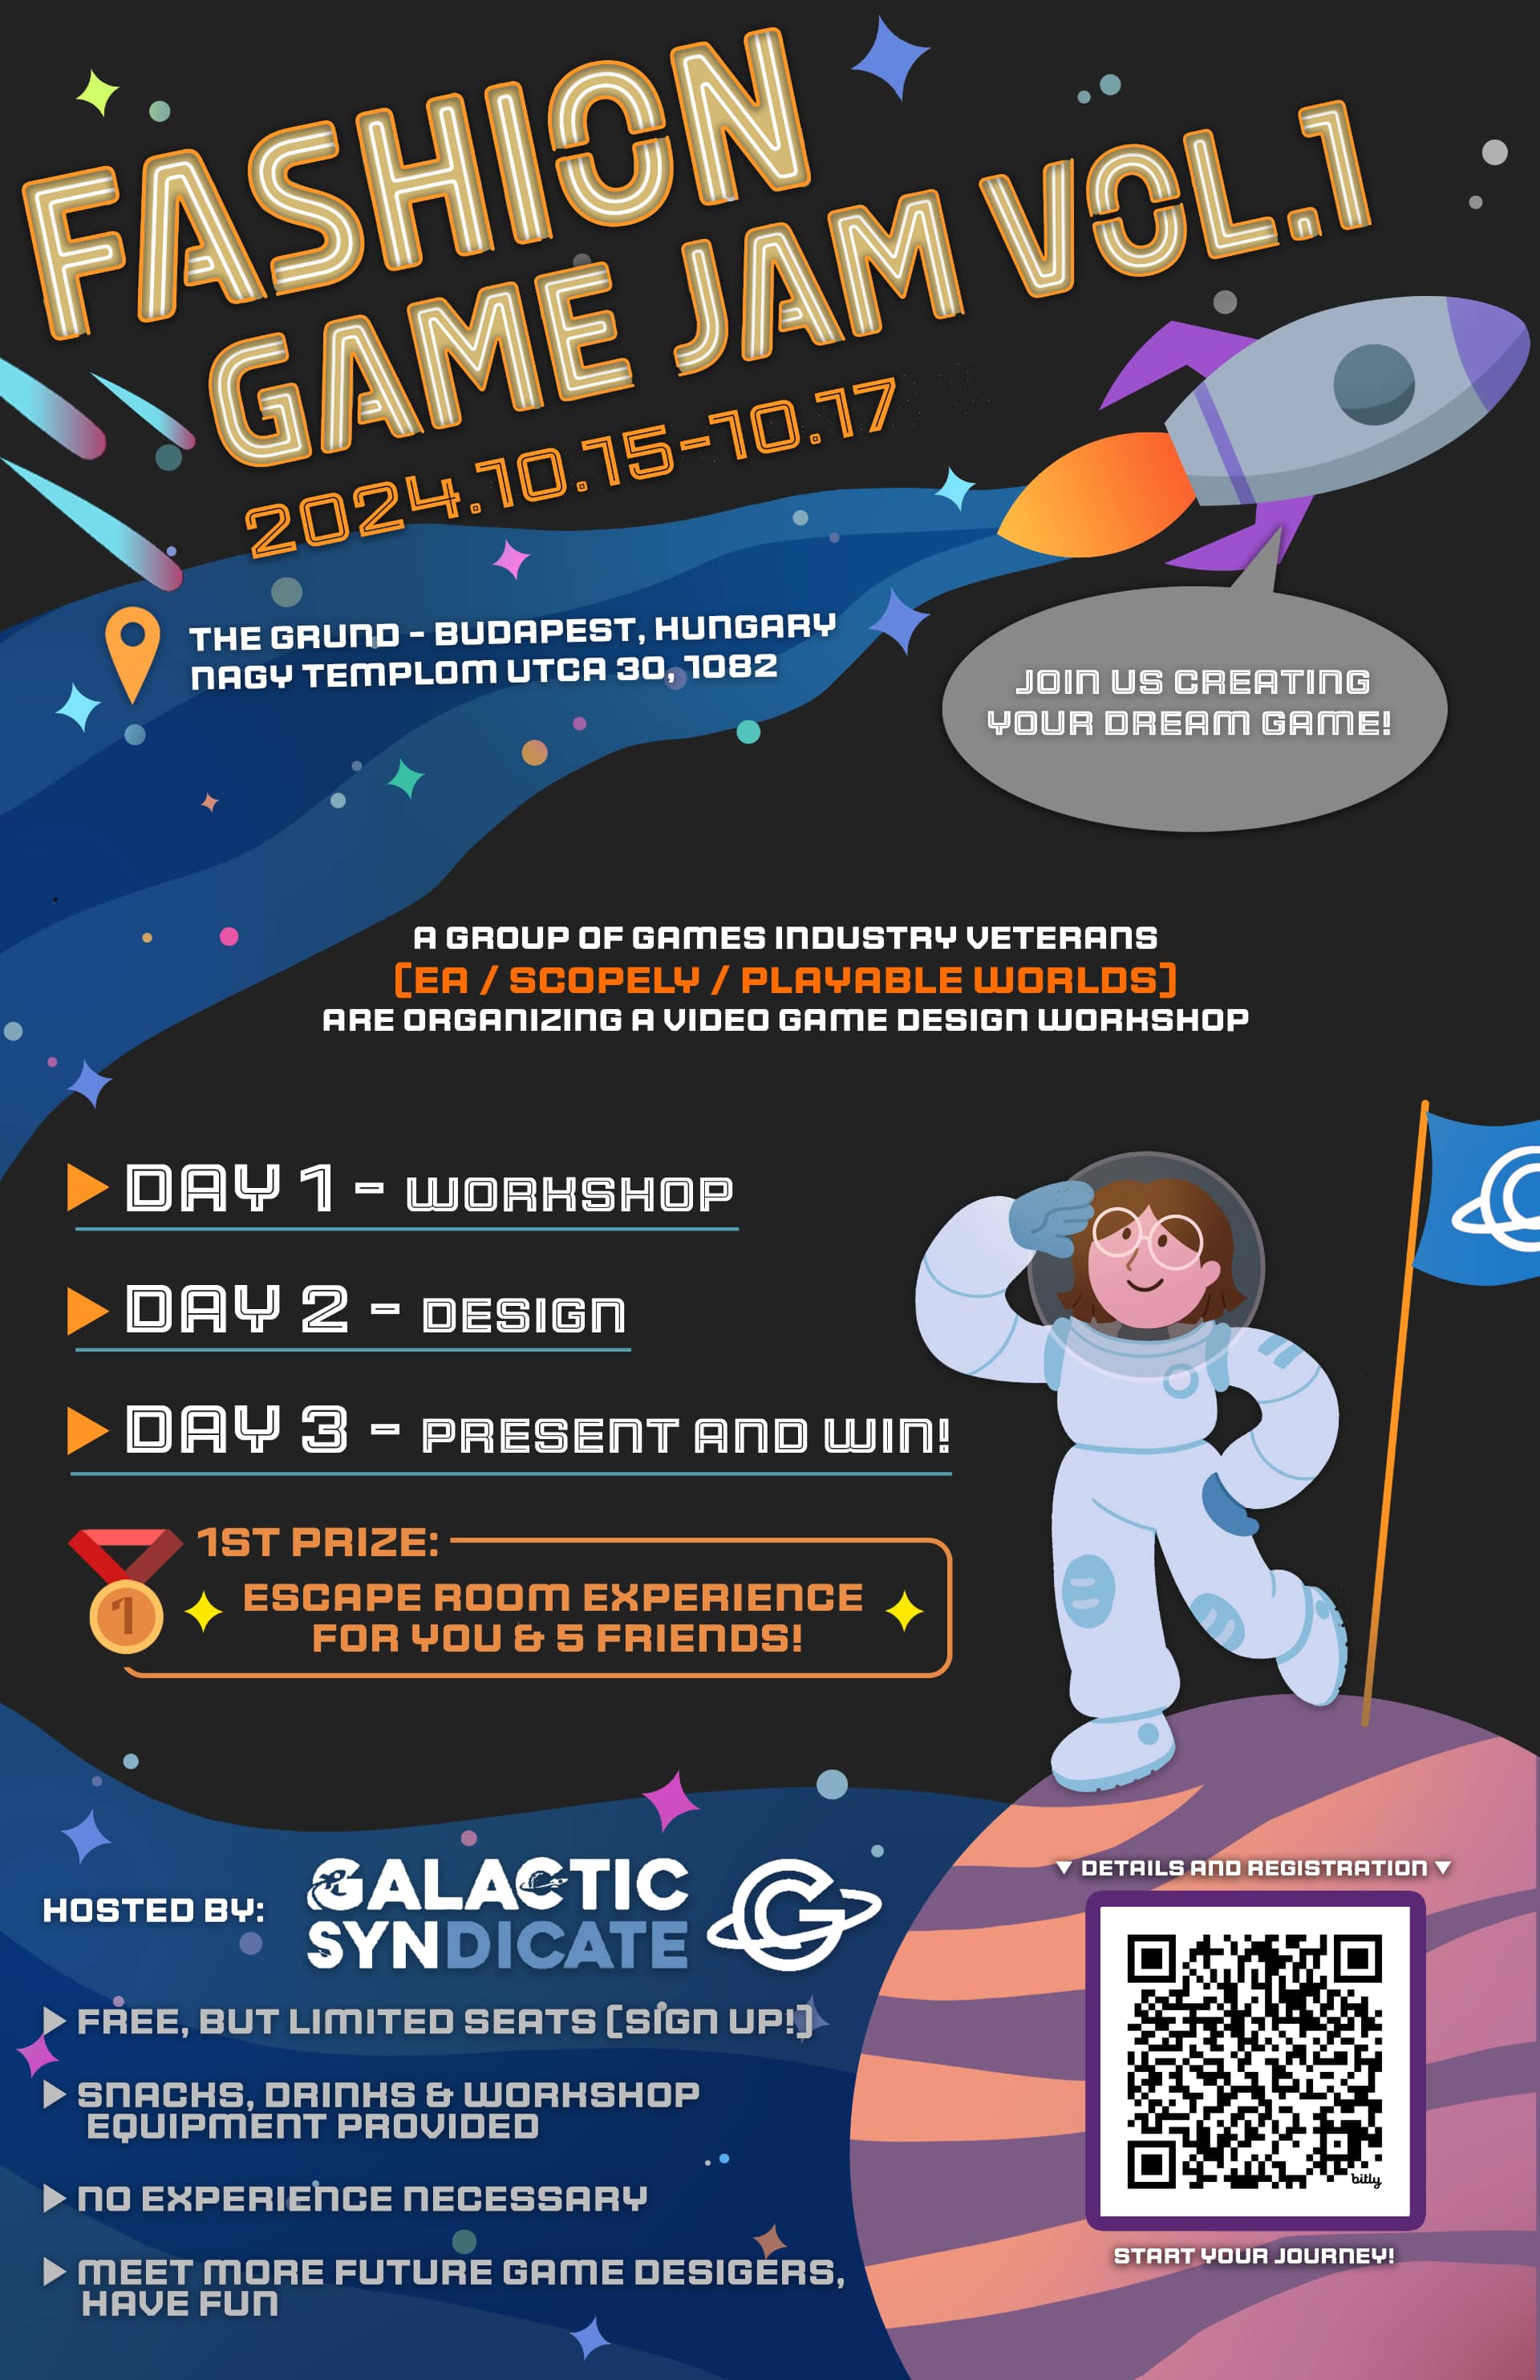 FASHION
GAME JAM VOL.1
2024.10.15-10.17
THE GRUND - BUDAPEST, HUNGARY
NAGY TEMPLOM UTCA 30, 1082
JOIN US CREATING
YOUR DREAM GAME!
A GROUP OF GAMES INDUSTRY VETERANS
[EA / SCOPELY / PLAYABLE WORLDS]
ARE ORGANIZING A VIDEO GAME DESIGN WORKSHOP
DAY 1 - WORKSHOP
DAY 2 - DESIGN
DAY 3 - PRESENT AND WIN!
1ST PRIZE:
1
ESCAPE ROOM EXPERIENCE
FOR YOU & 5 FRIENDS!
HOSTED BY:
GALACTIC
SYNDICATE
FREE, BUT LIMITED SEATS [SIGN UP!]
SNACKS, DRINKS & WORKSHOP
EQUIPMENT PROVIDED
NO EXPERIENCE NECESSARY
MEET MORE FUTURE GAME DESIGERS,
HAVE FUN
DETAILS AND REGISTRATION
bitly
START YOUR JOURNEY!